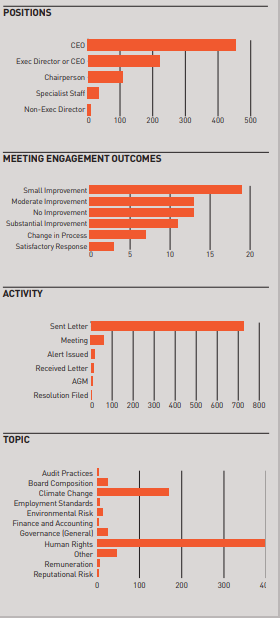 POSITIONS
CEO
Exec Director or CEO
Chairperson
Specialist Staff
Non-Exec Director
0 100 200 300 400 500
MEETING ENGAGEMENT OUTCOMES
Small Improvement
Moderate Improvement
No Improvement
Substantial Improvement
Change in Process
Satisfactory Response
0 5 10 15 20
ACTIVITY
Sent Letter
Meeting
Alert Issued
Received Letter
AGM
Resolution Filed
0 100 200 300 400 500 600 700 800
TOPIC
Audit Practices
Board Composition
Climate Change
Employment Standards
Environmental Risk
Finance and Accounting
Governance (General)
Human Rights
Other
Remuneration
Reputational Risk
0 100 200 300